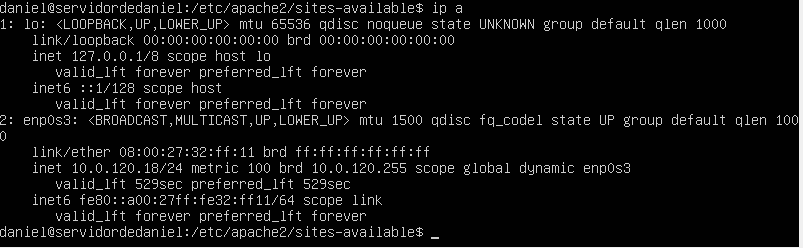 daniel@servidordedaniel:/etc/apache2/sites-available$ ip a
1: lo: <LOOPBACK,UP,LOWER_UP> mtu 65536 qdisc noqueue state UNKNOWN group default qlen 1000
    link/loopback 00:00:00:00:00:00 brd 00:00:00:00:00:00
    inet 127.0.0.1/8 scope host lo
       valid_lft forever preferred_lft forever
    inet6 ::1/128 scope host
       valid_lft forever preferred_lft forever
2: enp0s3: <BROADCAST,MULTICAST,UP,LOWER_UP> mtu 1500 qdisc fq_codel state UP group default qlen 100
0
    link/ether 08:00:27:32:ff:11 brd ff:ff:ff:ff:ff:ff
    inet 10.0.120.18/24 metric 100 brd 10.0.120.255 scope global dynamic enp0s3
       valid_lft 529sec preferred_lft 529sec
    inet6 fe80::a00:27ff:fe32:ff11/64 scope link
       valid_lft forever preferred_lft forever
daniel@servidordedaniel:/etc/apache2/sites-available$ _